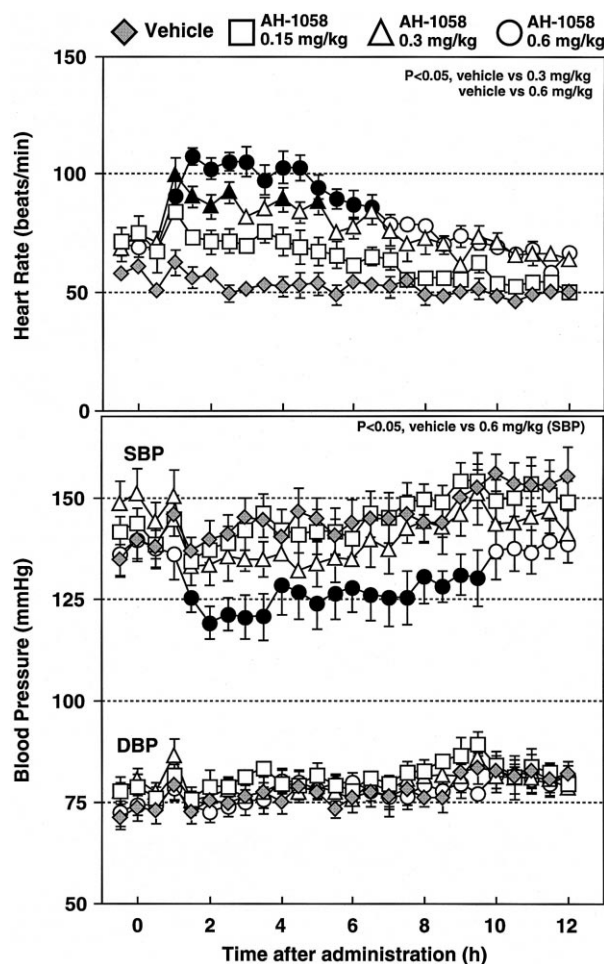 Vehicle AH-1058 AH-1058 AH-1058
0.15 mg/kg 0.3 mg/kg 0.6 mg/kg
150
P<0.05, vehicle vs 0.3 mg/kg
vehicle vs 0.6 mg/kg
100
50
0
Heart Rate (beats/min)
P<0.05, vehicle vs 0.6 mg/kg (SBP)
SBP
150
125
100
DBP
75
50
Blood Pressure (mmHg)
0 2 4 6 8 10 12
Time after administration (h)